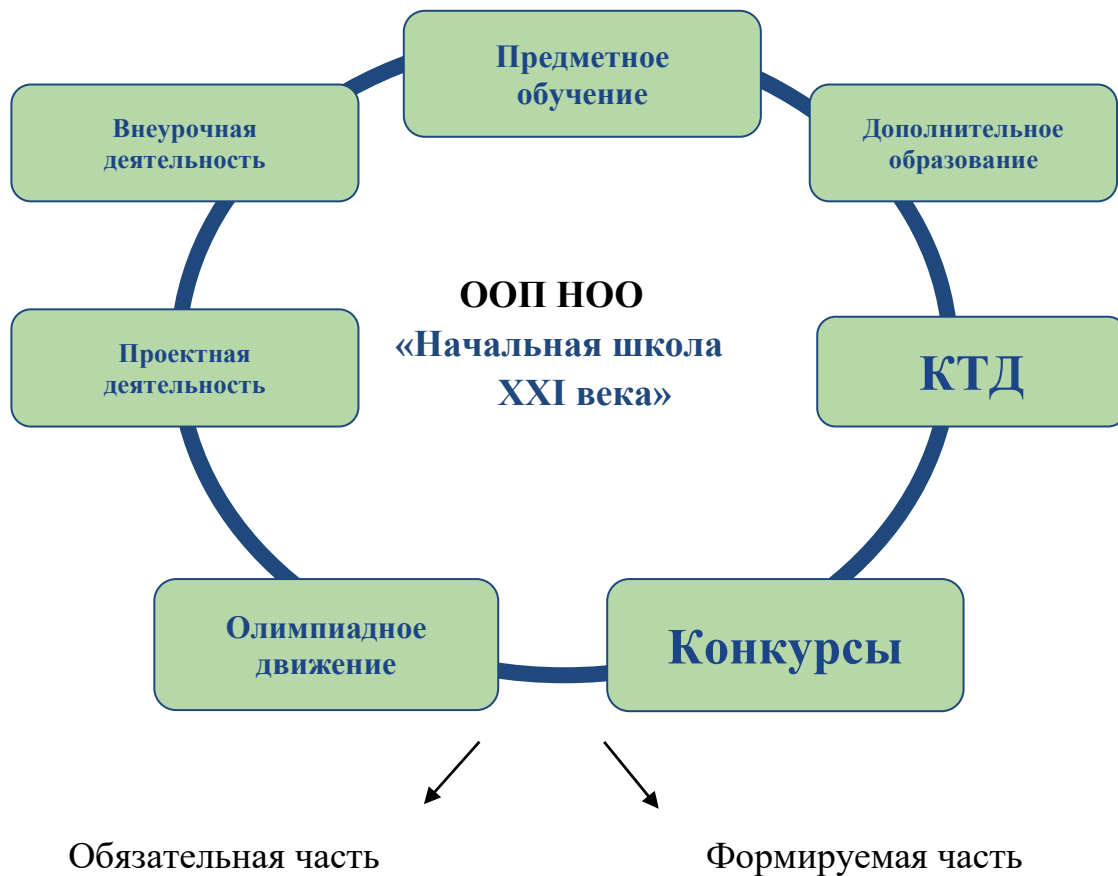 Предметное
обучение
Внеурочная
деятельность
Дополнительное
образование
ООП НОО
«Начальная школа
XXI века»
Проектная
деятельность
КТД
Олимпиадное
движение
Конкурсы
Обязательная часть
Формируемая часть